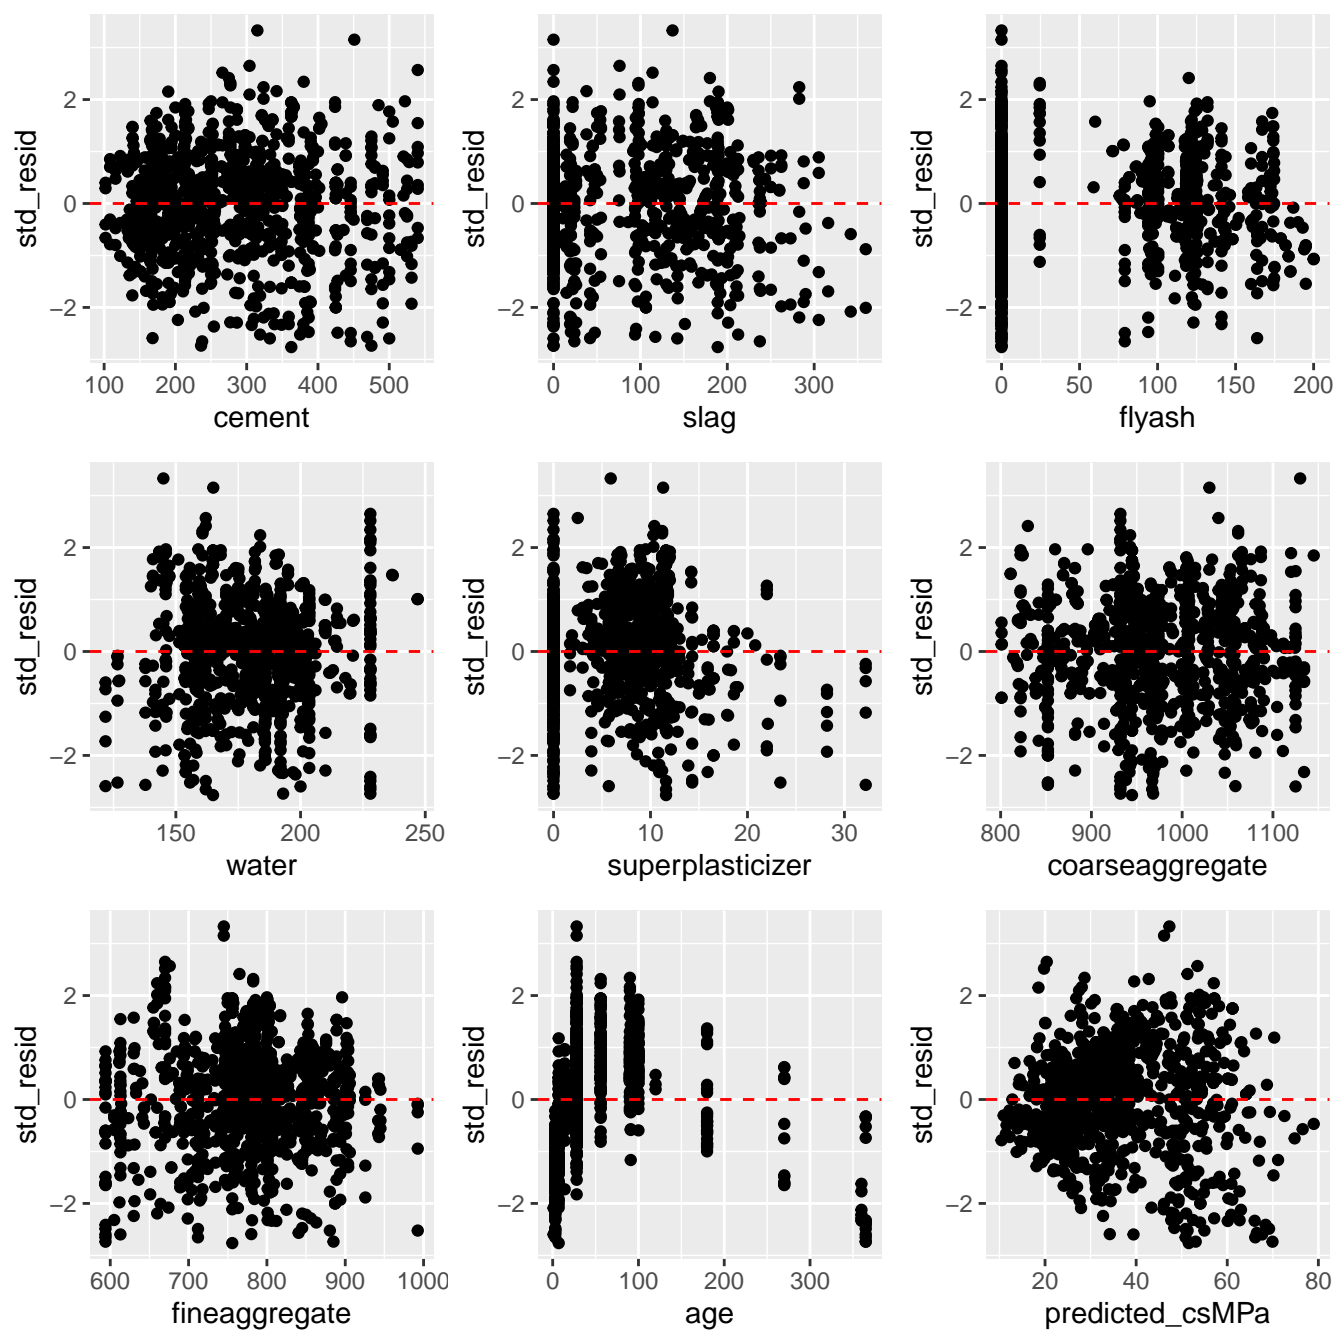 std_resid
2
0
−2
100 200 300 400 500
cement
std_resid
2
0
−2
0 100 200 300
slag
std_resid
2
0
−2
0 50 100 150 200
flyash
std_resid
2
0
−2
150 200 250
water
std_resid
2
0
−2
0 10 20 30
superplasticizer
std_resid
2
0
−2
800 900 1000 1100
coarseaggregate
std_resid
2
0
−2
600 700 800 900 1000
fineaggregate
std_resid
2
0
−2
0 100 200 300
age
std_resid
2
0
−2
20 40 60 80
predicted_csMPa